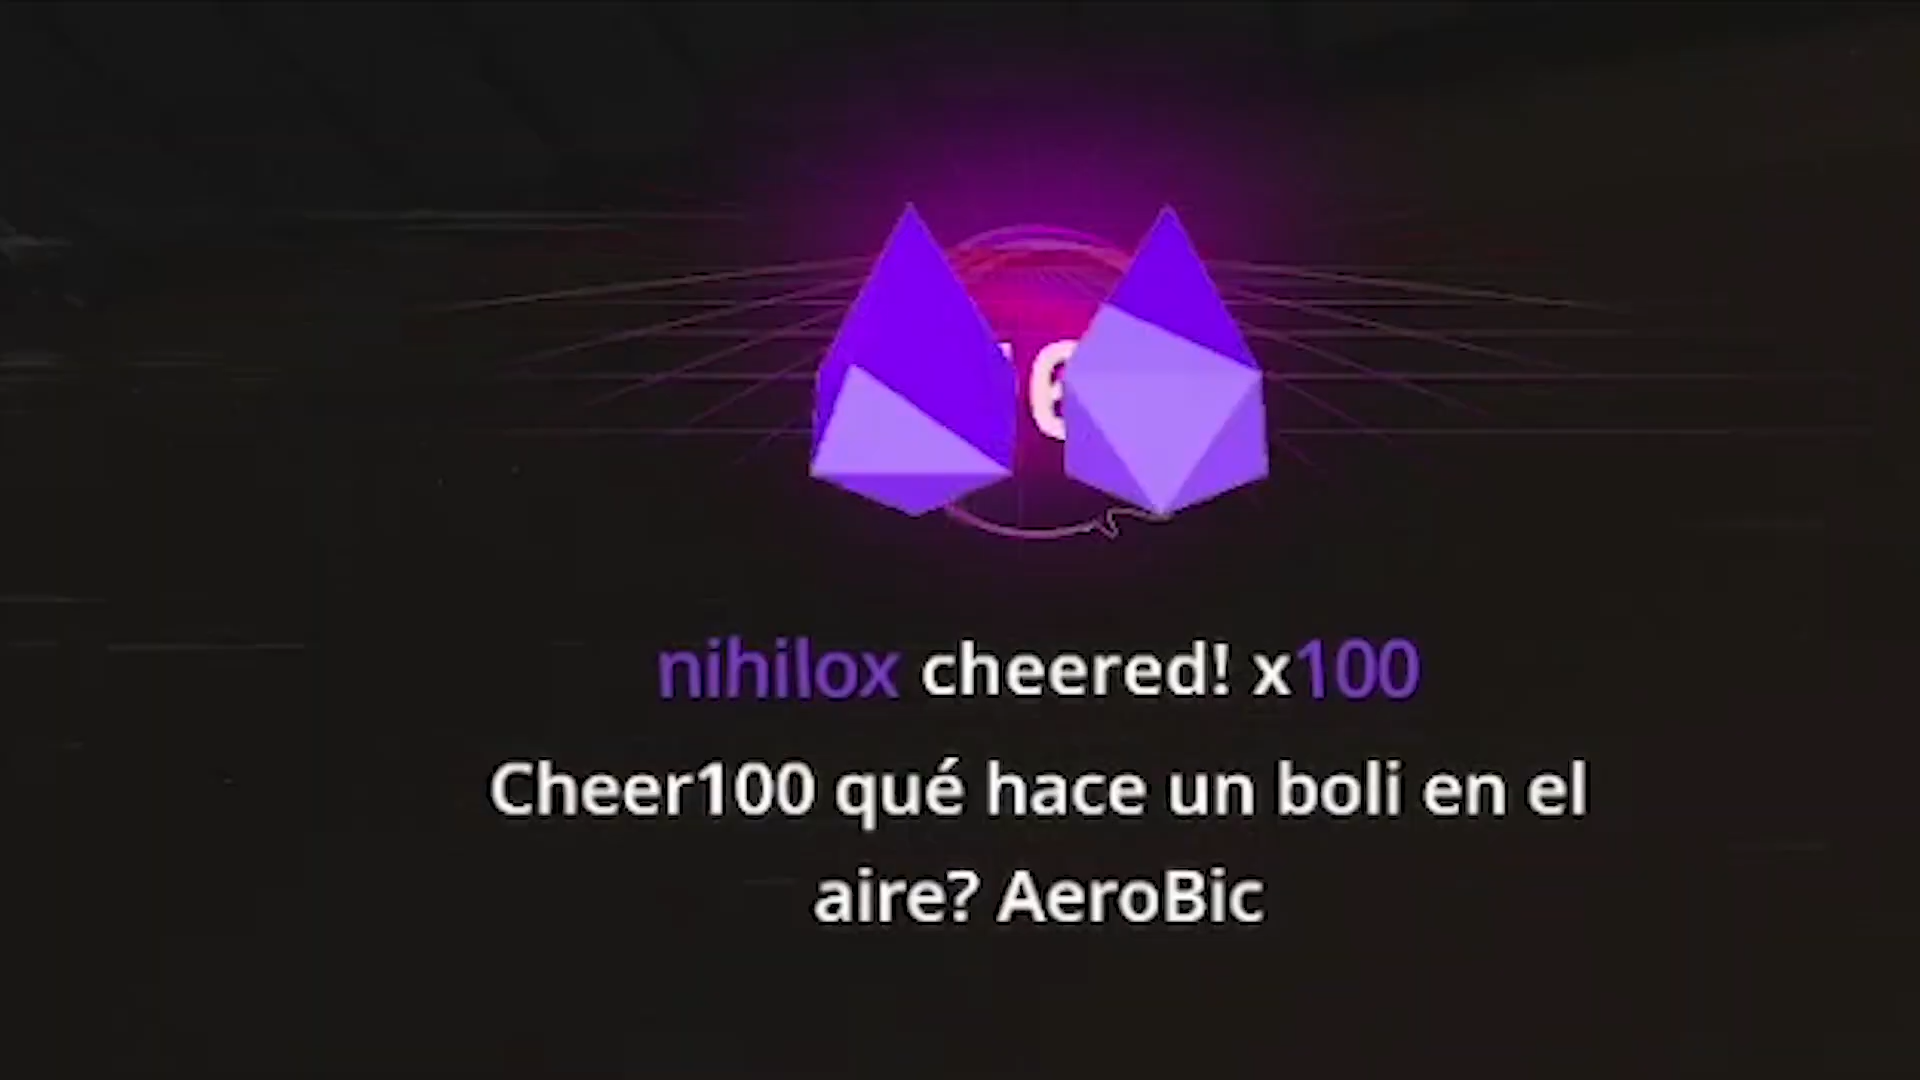 nihilox cheered! x100
Cheer100 qué hace un boli en el
aire? AeroBic